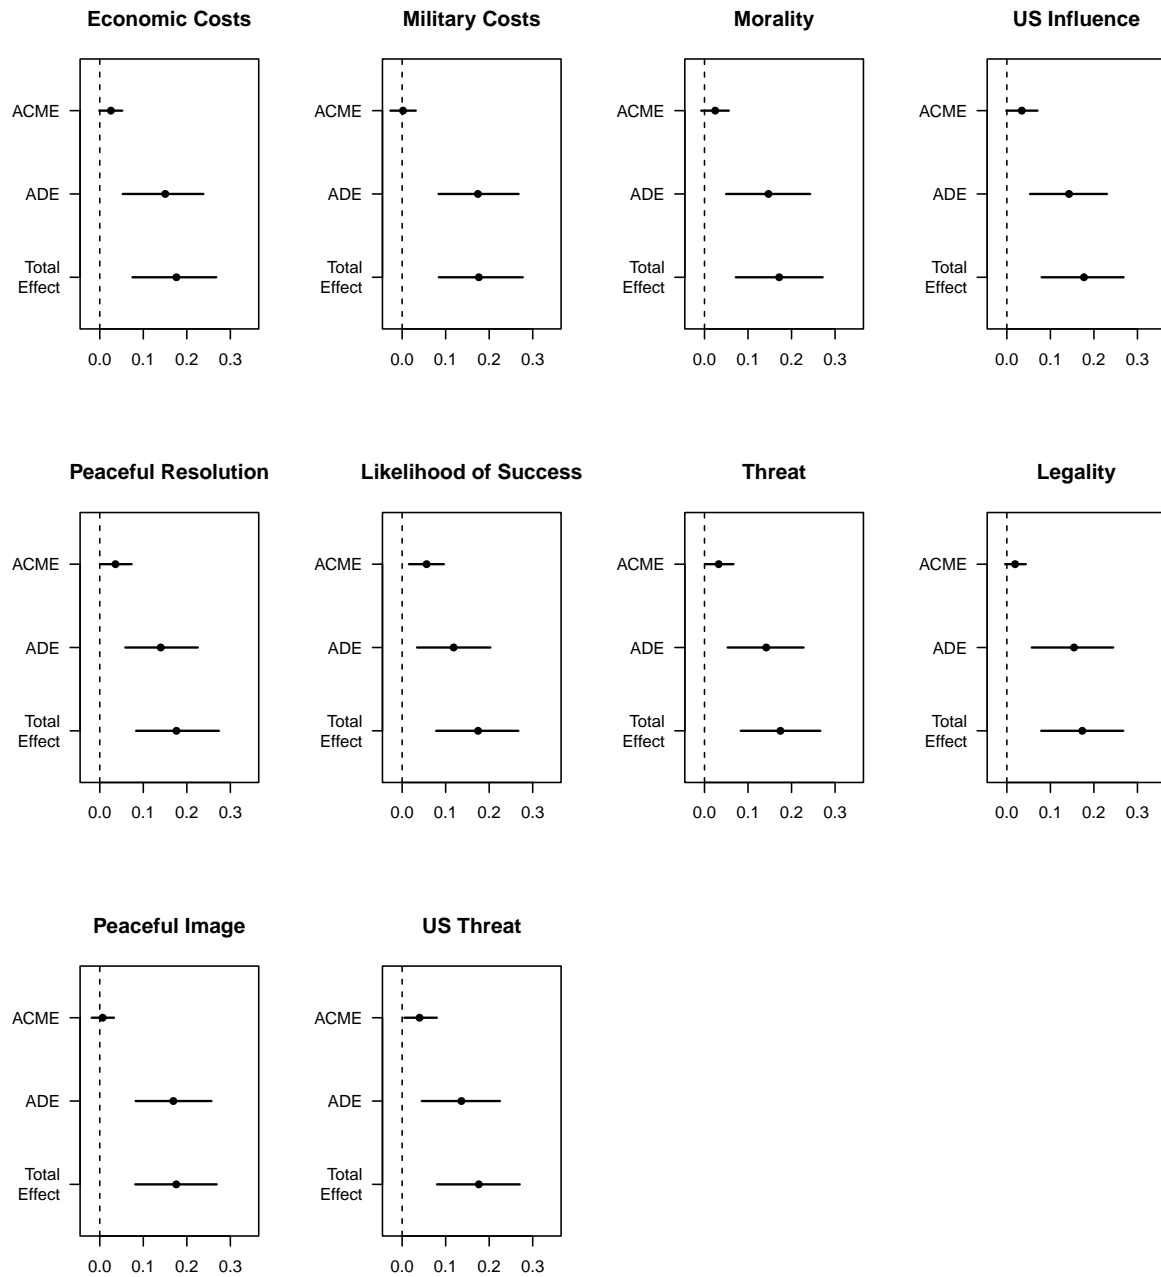 Economic Costs
ACME
ADE
Total
Effect
0.0 0.1 0.2 0.3
Military Costs
ACME
ADE
Total
Effect
0.0 0.1 0.2 0.3
Morality
ACME
ADE
Total
Effect
0.0 0.1 0.2 0.3
US Influence
ACME
ADE
Total
Effect
0.0 0.1 0.2 0.3
Peaceful Resolution
ACME
ADE
Total
Effect
0.0 0.1 0.2 0.3
Likelihood of Success
ACME
ADE
Total
Effect
0.0 0.1 0.2 0.3
Threat
ACME
ADE
Total
Effect
0.0 0.1 0.2 0.3
Legality
ACME
ADE
Total
Effect
0.0 0.1 0.2 0.3
Peaceful Image
ACME
ADE
Total
Effect
0.0 0.1 0.2 0.3
US Threat
ACME
ADE
Total
Effect
0.0 0.1 0.2 0.3